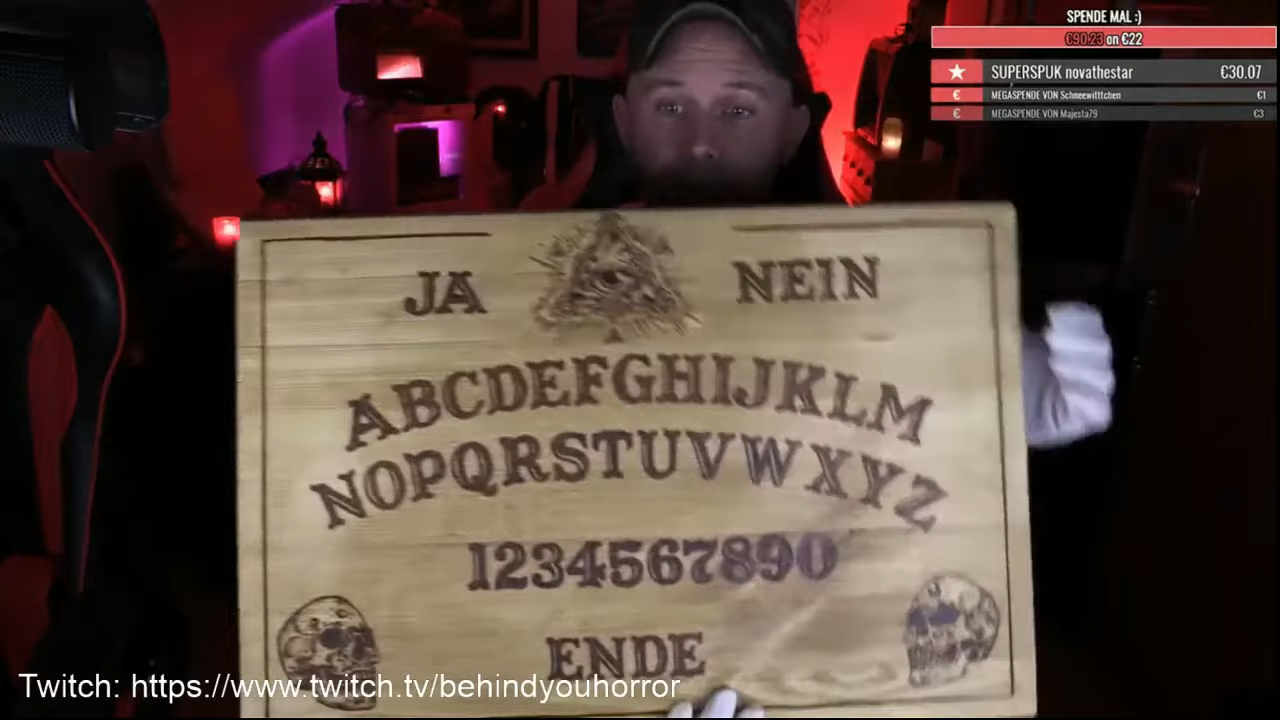 SPENDE MAL :)
€90.23 on €22
SUPERSPUK novathestar €30.07
MEGASPENDE VON Schneewitttchen €1
MEGASPENDE VON Majesta79 €3
JA NEIN
ABCDEFGHIJKLM
NOPQRSTUVWXYZ
1234567890
ENDE
Twitch: https://www.twitch.tv/behindyouhorror